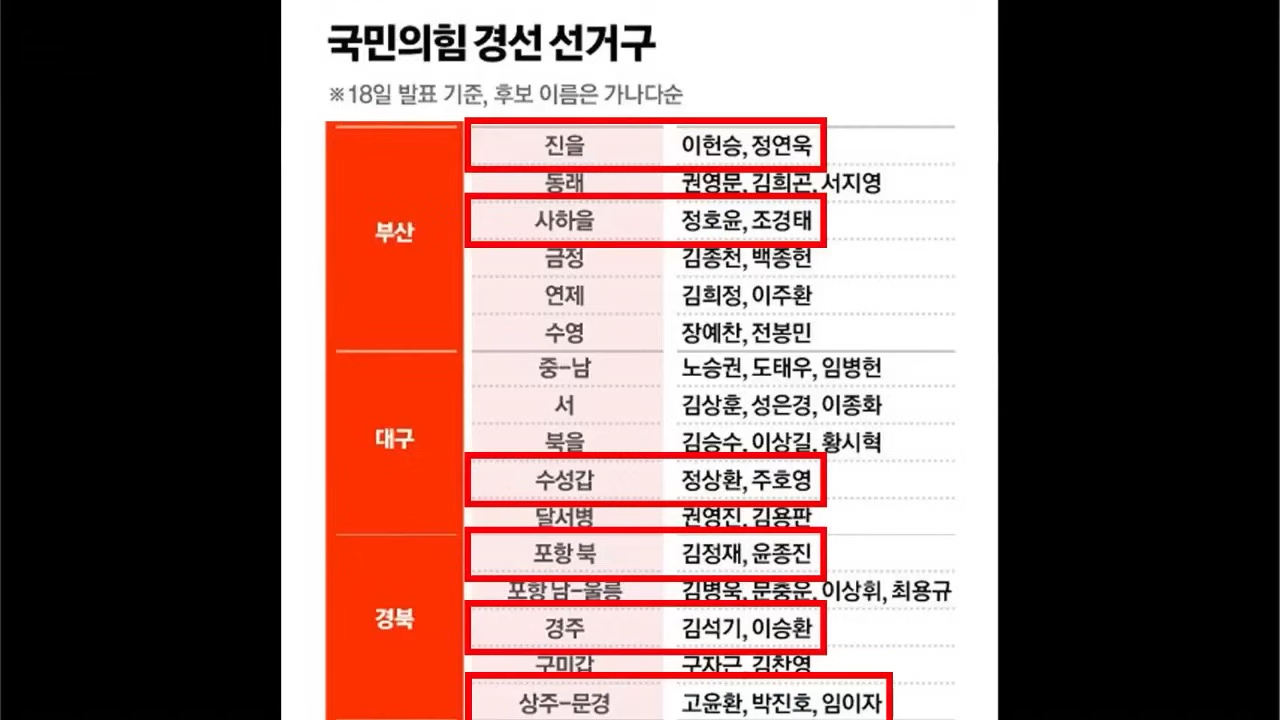 국민의힘 경선 선거구
※18일 발표 기준, 후보 이름은 가나다순
부산
진을 이헌승, 정연욱
동래 권영문, 김희곤, 서지영
사하을 정호윤, 조경태
금정 김종천, 백종헌
연제 김희정, 이주환
수영 장예찬, 전봉민
대구
중-남 노승권, 도태우, 임병헌
서 김상훈, 성은경, 이종화
북을 김승수, 이상길, 황시혁
수성갑 정상환, 주호영
달서병 권영진, 김용판
경북
포항 북 김정재, 윤종진
포항 남-울릉 김병욱, 문충운, 이상휘, 최용규
경주 김석기, 이승환
구미갑 구자근, 김찬영
상주-문경 고윤환, 박진호, 임이자